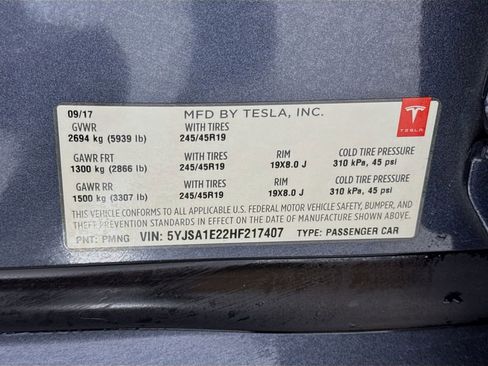 09/17 MFD BY TESLA, INC.
GVWR WITH TIRES
2694 kg (5939 lb) 245/45R19
TESLA
GAWR FRT WITH TIRES RIM COLD TIRE PRESSURE
1300 kg (2866 lb) 245/45R19 19X8.0 J 310 kPa, 45 psi
GAWR RR WITH TIRES RIM COLD TIRE PRESSURE
1500 kg (3307 lb) 245/45R19 19X8.0 J 310 kPa, 45 psi
THIS VEHICLE CONFORMS TO ALL APPLICABLE U.S. FEDERAL MOTOR VEHICLE SAFETY, BUMPER, AND
THEFT PREVENTION STANDARDS IN EFFECT ON THE DATE OF MANUFACTURE SHOWN ABOVE.
PNT: PMNG VIN: 5YJSA1E22HF217407 TYPE: PASSENGER CAR